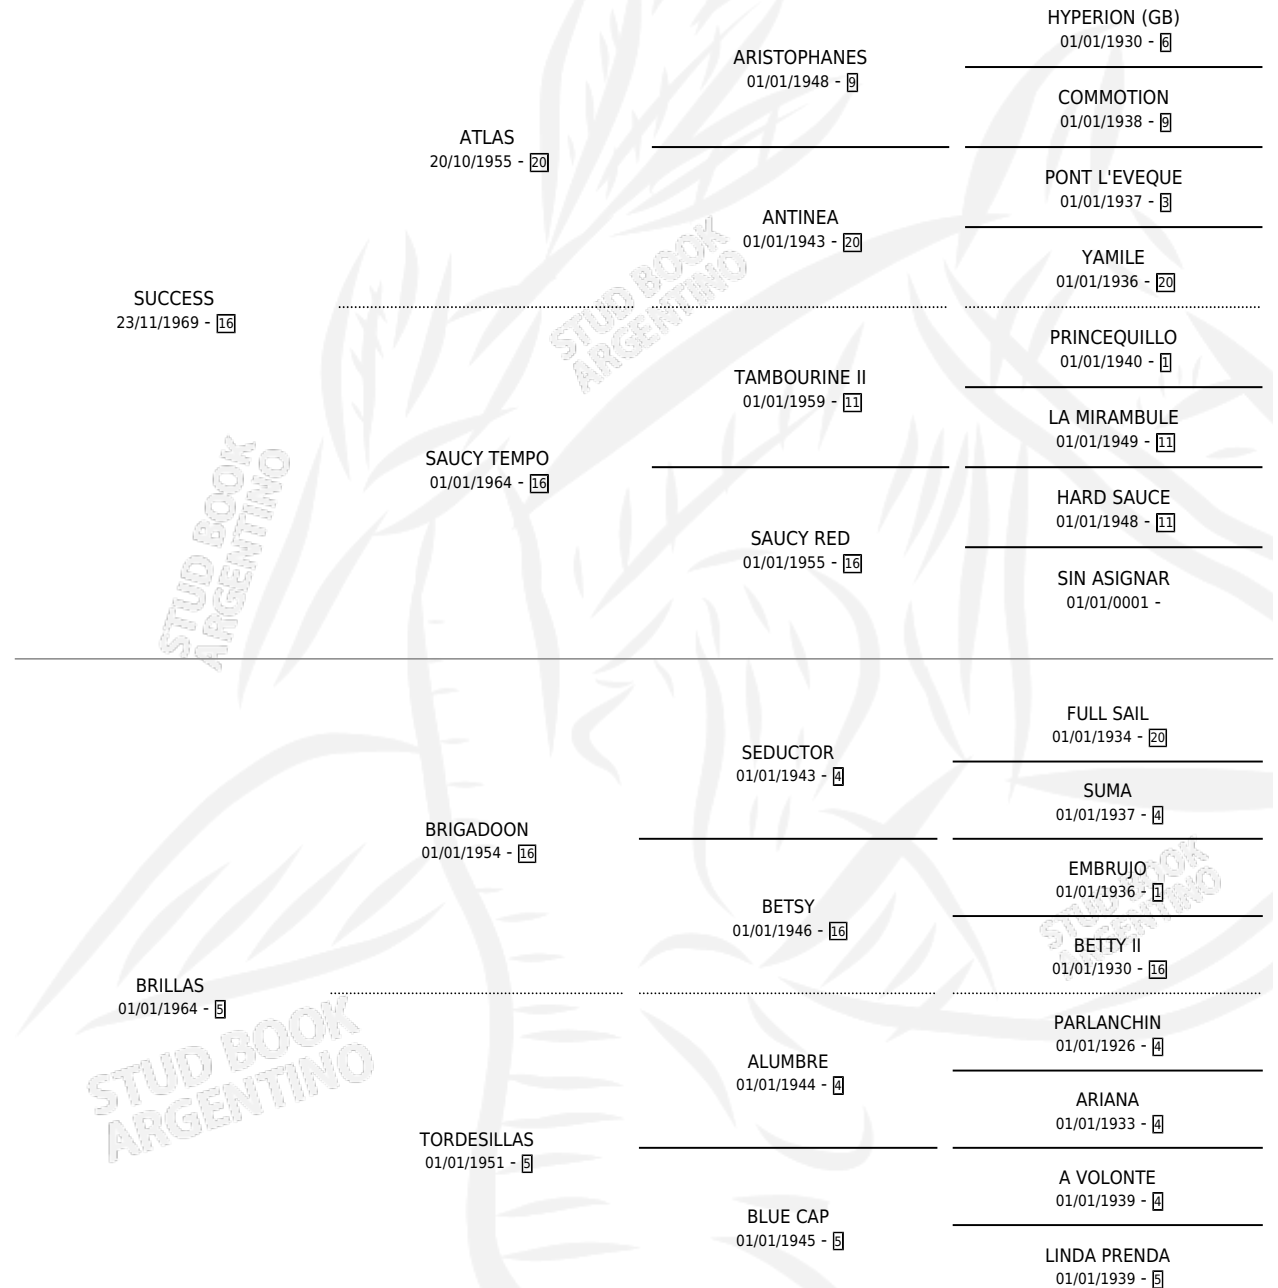 HYPERION (GB)
01/01/1930 - 6
ARISTOPHANES
01/01/1948 - 9
COMMOTION
01/01/1938 - 9
ATLAS
20/10/1955 - 20
PONT L'EVEQUE
01/01/1937 - 3
ANTINEA
01/01/1943 - 20
YAMILE
01/01/1936 - 20
SUCCESS
23/11/1969 - 16
PRINCEQUILLO
01/01/1940 - 1
TAMBOURINE II
01/01/1959 - 11
LA MIRAMBULE
01/01/1949 - 11
SAUCY TEMPO
01/01/1964 - 16
HARD SAUCE
01/01/1948 - 11
SAUCY RED
01/01/1955 - 16
SIN ASIGNAR
01/01/0001 -
FULL SAIL
01/01/1934 - 20
SEDUCTOR
01/01/1943 - 4
SUMA
01/01/1937 - 4
BRIGADOON
01/01/1954 - 16
EMBRUJO
01/01/1936 - 1
BETSY
01/01/1946 - 16
BETTY II
01/01/1930 - 16
BRILLAS
01/01/1964 - 5
PARLANCHIN
01/01/1926 - 4
ALUMBRE
01/01/1944 - 4
ARIANA
01/01/1933 - 4
TORDESILLAS
01/01/1951 - 5
A VOLONTE
01/01/1939 - 4
BLUE CAP
01/01/1945 - 5
LINDA PRENDA
01/01/1939 - 5
STUD BOOK
ARGENTINO
STUD BOOK
ARGENTINO
STUD BOOK
ARGENTINO
STUD BOOK
ARGENTINO